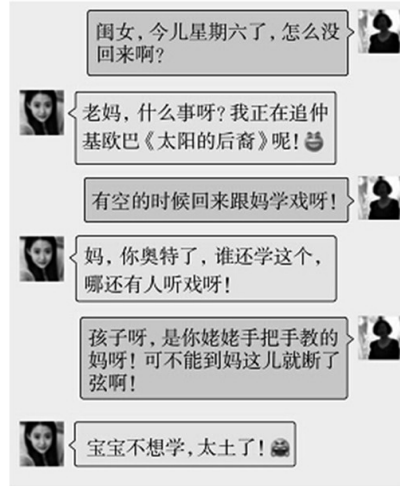 闺女，今儿星期六了，怎么没
回来啊？
老妈，什么事呀？我正在追仲
基欧巴《太阳的后裔》呢！
有空的时候回来跟妈学戏呀！
妈，你奥特了，谁还学这个，
哪还有人听戏呀！
孩子呀，是你姥姥手把手教的
妈呀！可不能到妈这儿就断了
弦啊！
宝宝不想学，太土了！